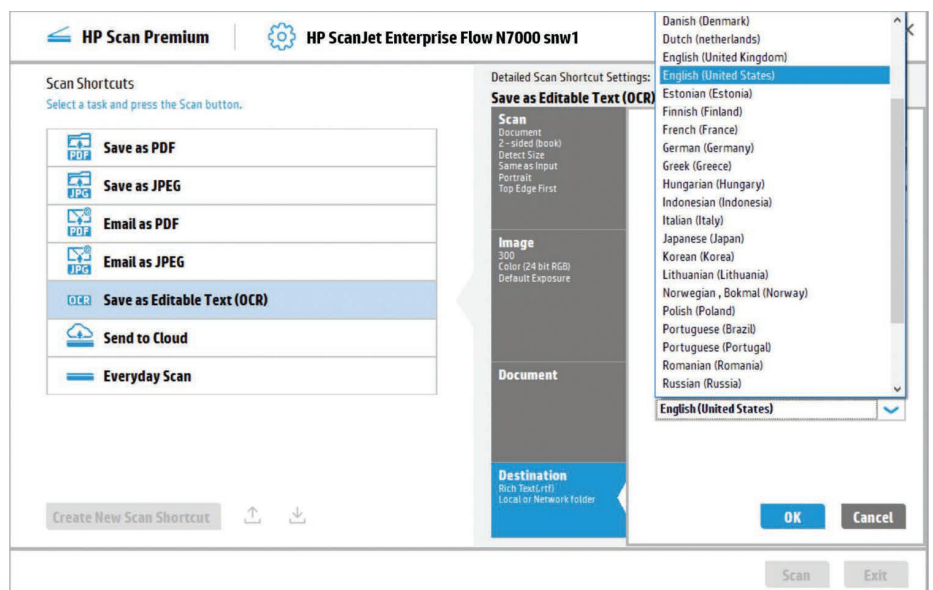 HP Scan Premium
HP ScanJet Enterprise Flow N7000 snw1
Scan Shortcuts
Select a task and press the Scan button.
PDF
Save as PDF
JPG
Save as JPEG
PDF
Email as PDF
JPG
Email as JPEG
OCR
Save as Editable Text (OCR)
Send to Cloud
Everyday Scan
Create New Scan Shortcut
Detailed Scan Shortcut Settings:
Save as Editable Text (OCR)
Scan
Document
2-sided (book)
Detect Size
Same as Input
Portrait
Top Edge First
Image
300
Color (24 bit RGB)
Default Exposure
Document
Destination
Rich Text(.rtf)
Local or Network folder
Danish (Denmark)
Dutch (netherlands)
English (United Kingdom)
English (United States)
Estonian (Estonia)
Finnish (Finland)
French (France)
German (Germany)
Greek (Greece)
Hungarian (Hungary)
Indonesian (Indonesia)
Italian (Italy)
Japanese (Japan)
Korean (Korea)
Lithuanian (Lithuania)
Norwegian , Bokmal (Norway)
Polish (Poland)
Portuguese (Brazil)
Portuguese (Portugal)
Romanian (Romania)
Russian (Russia)
English (United States)
OK
Cancel
Scan
Exit